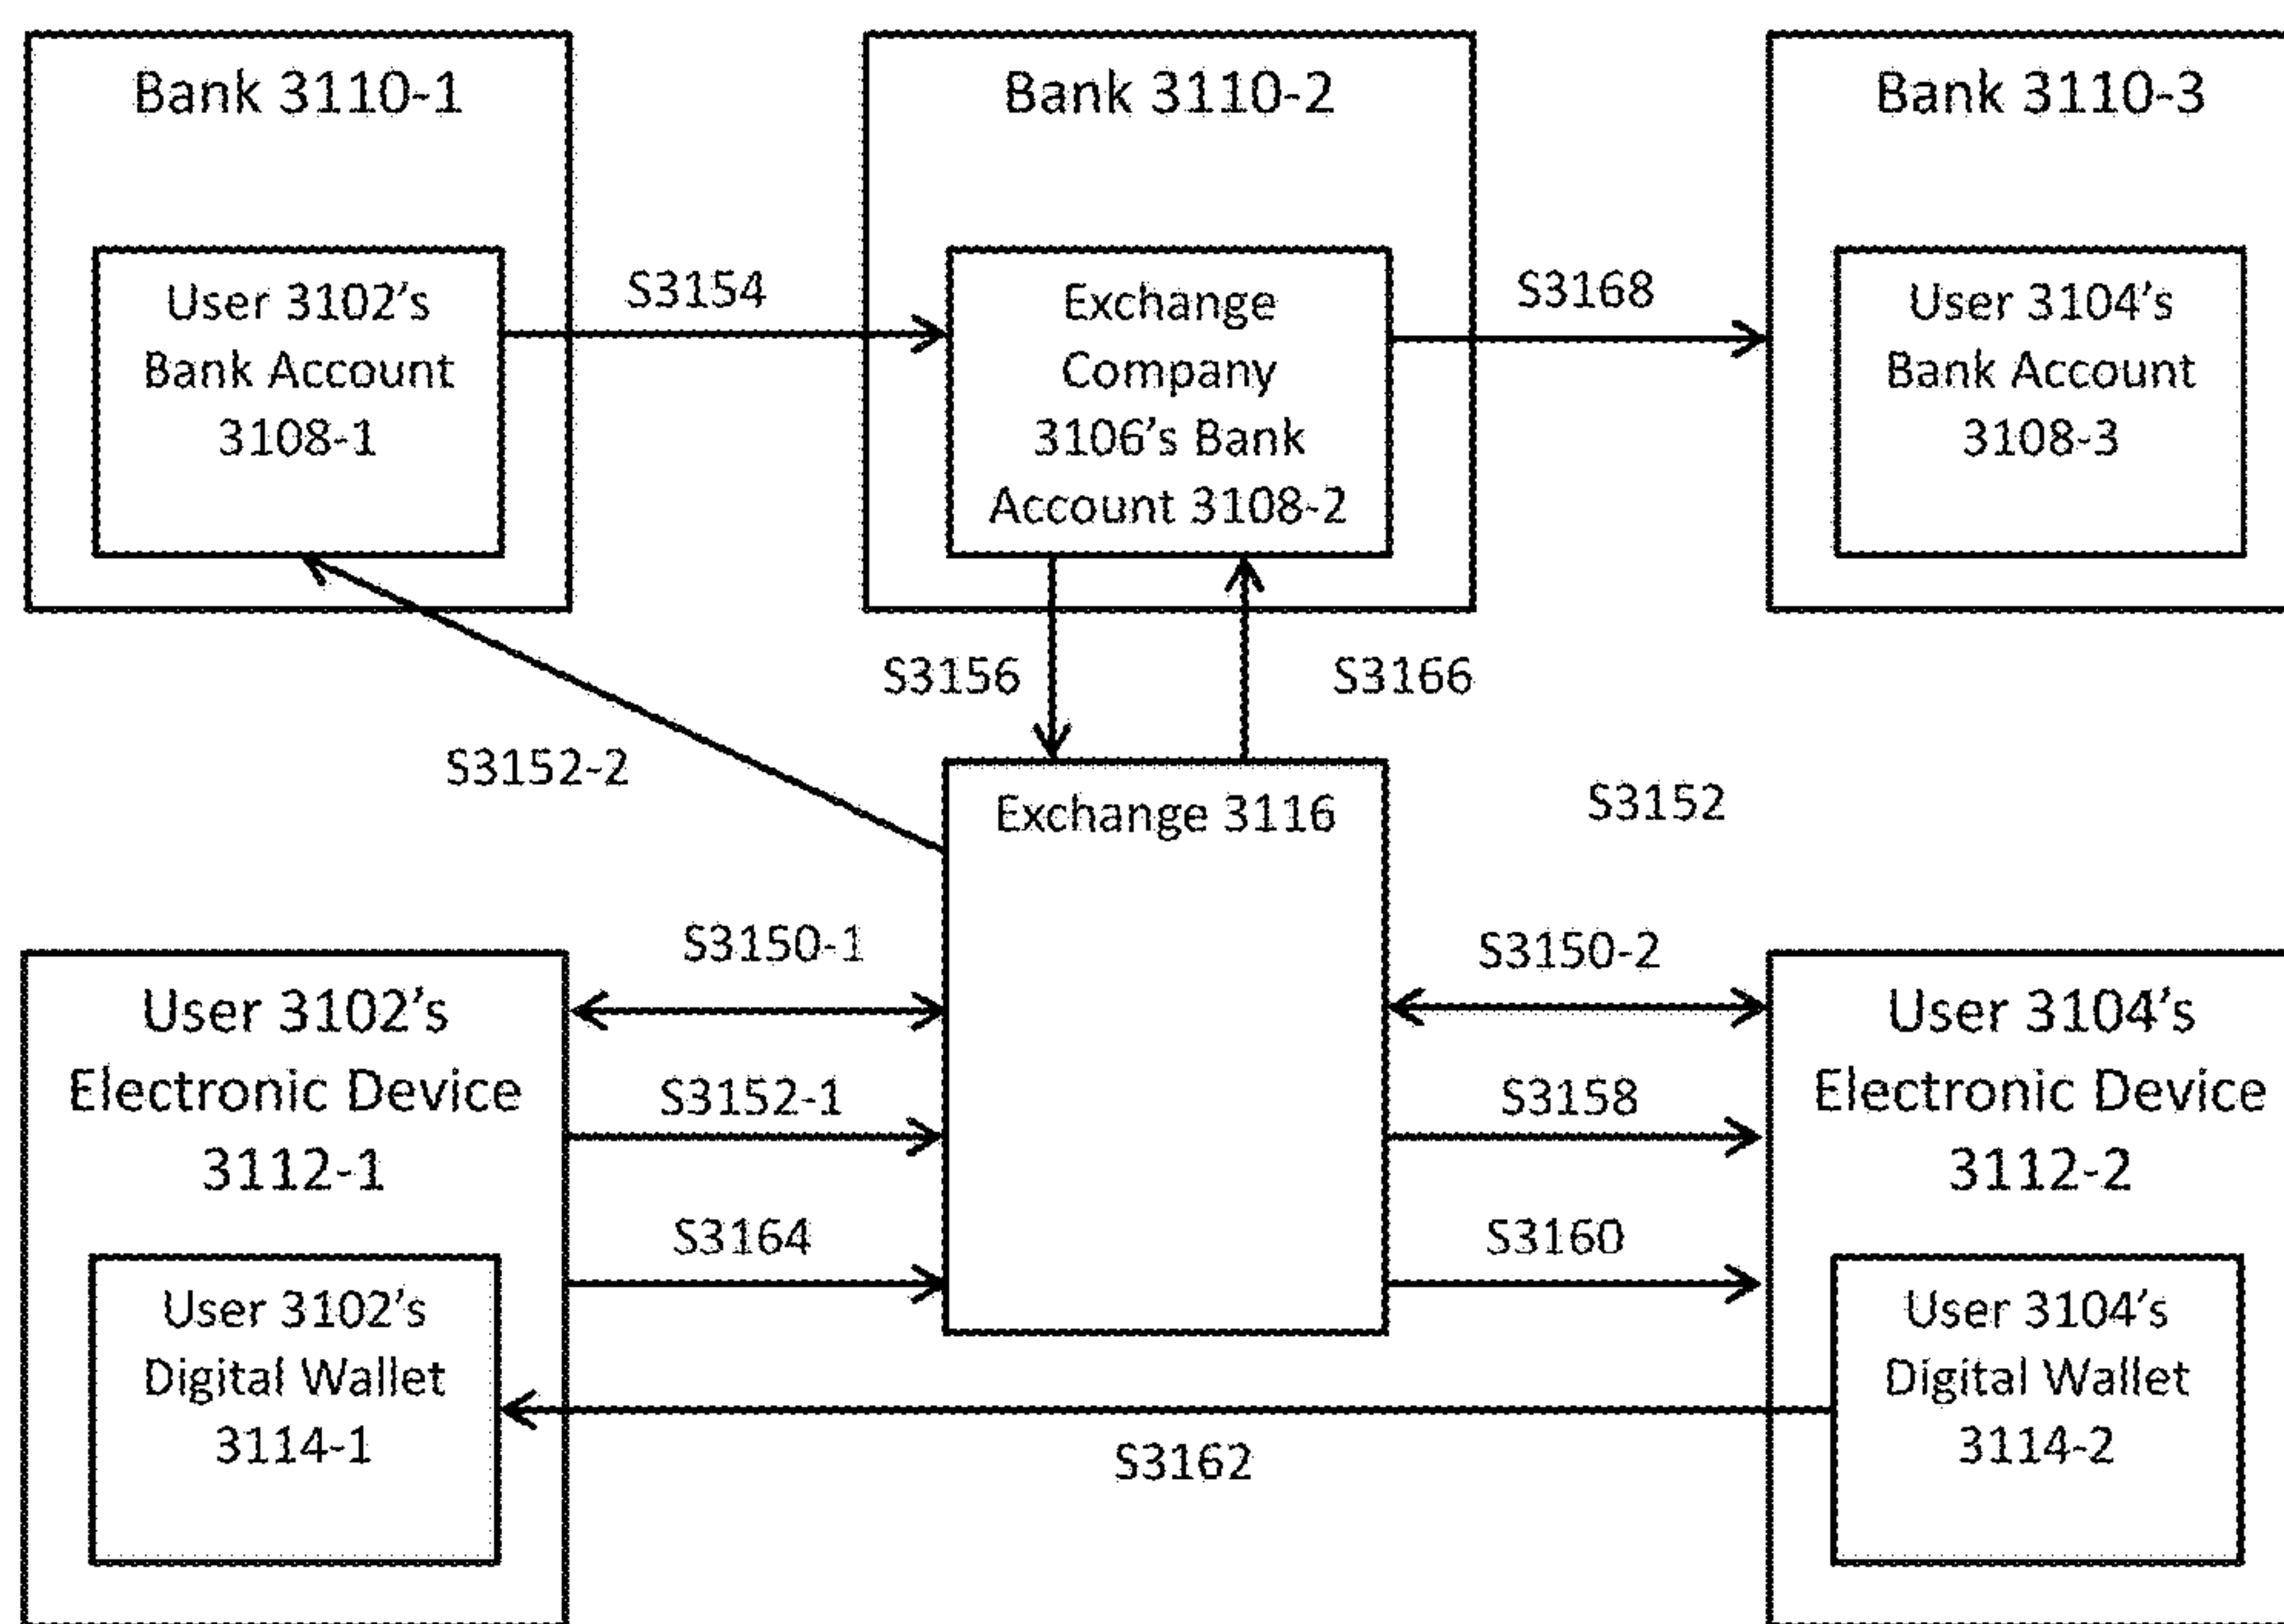 Bank 3110-1
Bank 3110-2
Bank 3110-3
User 3102's
Bank Account
3108-1
S3154
Exchange
Company
3106's Bank
Account 3108-2
S3168
User 3104's
Bank Account
3108-3
S3156
S3166
S3152-2
Exchange 3116
S3152
S3150-1
S3150-2
User 3102's
Electronic Device
3112-1
S3152-1
S3158
User 3104's
Electronic Device
3112-2
S3164
S3160
User 3102's
Digital Wallet
3114-1
User 3104's
Digital Wallet
3114-2
S3162